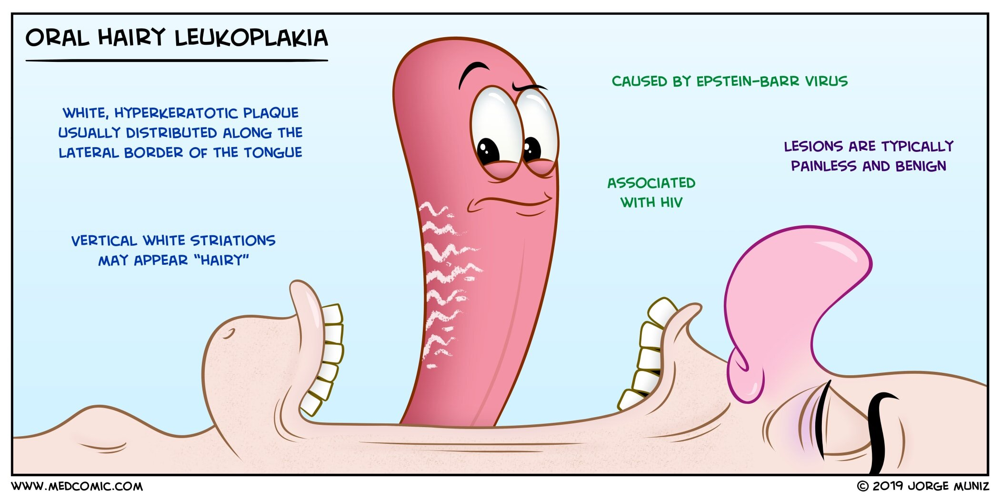 ORAL HAIRY LEUKOPLAKIA
WHITE, HYPERKERATOTIC PLAQUE
USUALLY DISTRIBUTED ALONG THE
LATERAL BORDER OF THE TONGUE
VERTICAL WHITE STRIATIONS
MAY APPEAR "HAIRY"
CAUSED BY EPSTEIN-BARR VIRUS
ASSOCIATED
WITH HIV
LESIONS ARE TYPICALLY
PAINLESS AND BENIGN
WWW.MEDCOMIC.COM
© 2019 JORGE MUNIZ